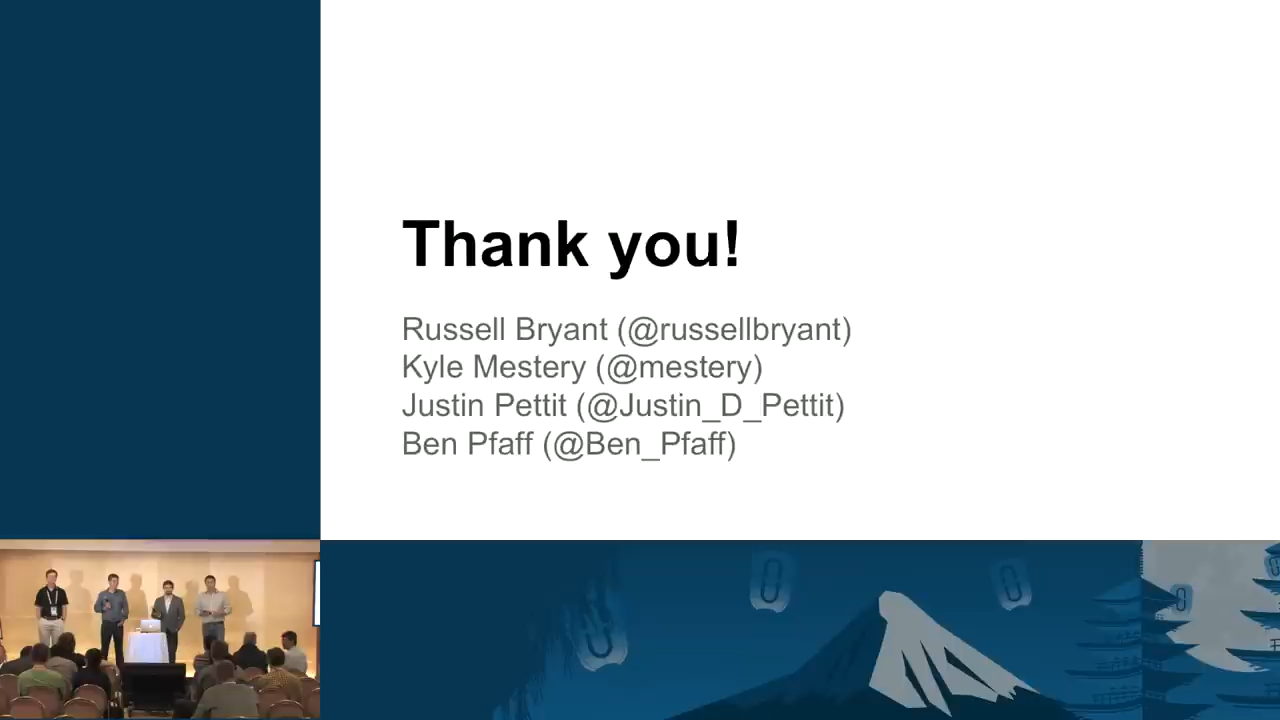 Thank you!
Russell Bryant (@russellbryant)
Kyle Mestery (@mestery)
Justin Pettit (@Justin_D_Pettit)
Ben Pfaff (@Ben_Pfaff)